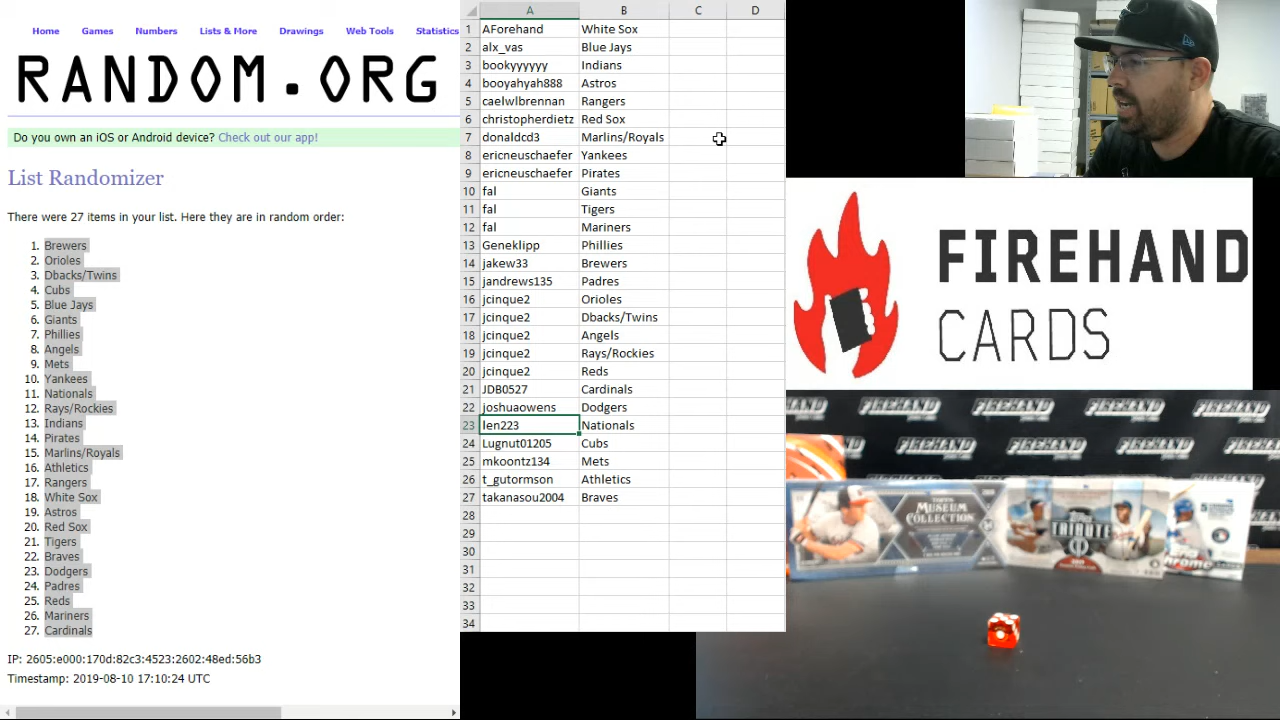 Home Games Numbers Lists & More Drawings Web Tools Statistics
RANDOM.ORG
Do you own an iOS or Android device? Check out our app!
List Randomizer
There were 27 items in your list. Here they are in random order:
1. Brewers
2. Orioles
3. Dbacks/Twins
4. Cubs
5. Blue Jays
6. Giants
7. Phillies
8. Angels
9. Mets
10. Yankees
11. Nationals
12. Rays/Rockies
13. Indians
14. Pirates
15. Marlins/Royals
16. Athletics
17. Rangers
18. White Sox
19. Astros
20. Red Sox
21. Tigers
22. Braves
23. Dodgers
24. Padres
25. Reds
26. Mariners
27. Cardinals
IP: 2605:e000:170d:82c3:4523:2602:48ed:56b3
Timestamp: 2019-08-10 17:10:24 UTC
A B C D
1 AForehand White Sox
2 alx_vas Blue Jays
3 bookyyyyyy Indians
4 booyahyah888 Astros
5 caelwlbrennan Rangers
6 christopherdietz Red Sox
7 donaldcd3 Marlins/Royals
8 ericneuschaefer Yankees
9 ericneuschaefer Pirates
10 fal Giants
11 fal Tigers
12 fal Mariners
13 Geneklipp Phillies
14 jakew33 Brewers
15 jandrews135 Padres
16 jcinque2 Orioles
17 jcinque2 Dbacks/Twins
18 jcinque2 Angels
19 jcinque2 Rays/Rockies
20 jcinque2 Reds
21 JDB0527 Cardinals
22 joshuaowens Dodgers
23 len223 Nationals
24 Lugnut01205 Cubs
25 mkoontz134 Mets
26 t_gutormson Athletics
27 takanasou2004 Braves
28
29
30
31
32
33
34
FIREHAND
CARDS
FIREHAND FIREHAND FIREHAND
FIREHAND FIREHAND FIREHAND
TOPPS
MUSEUM
COLLECTION
TOPPS
TRIBUTE
Topps
Chrome